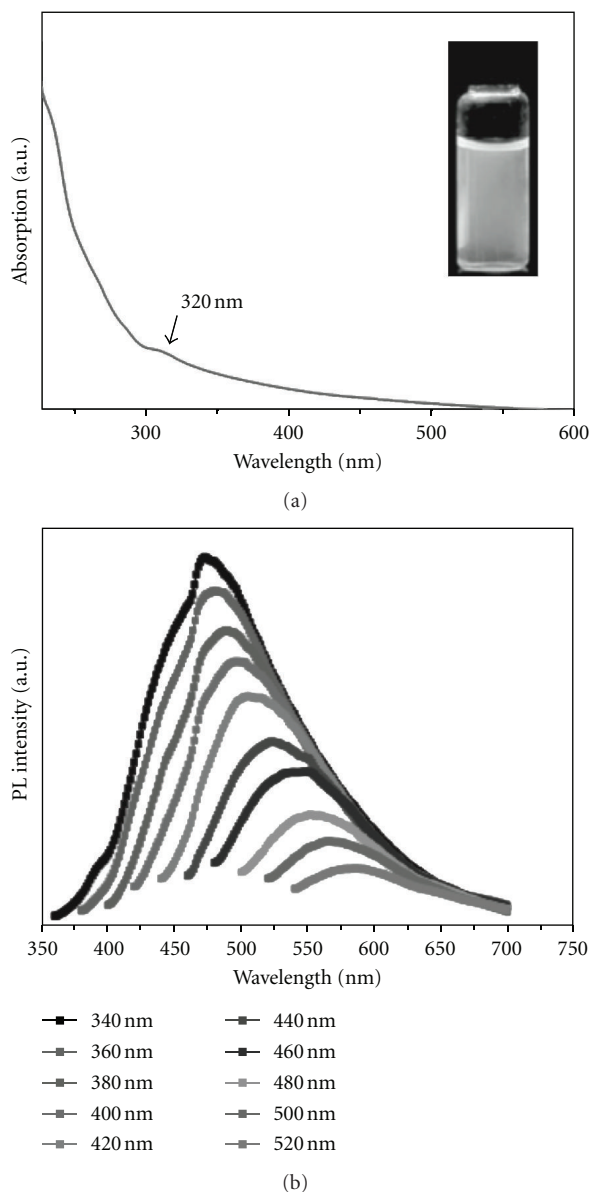 Absorption (a.u.)
320 nm
300
400
500
600
Wavelength (nm)
(a)
PL intensity (a.u.)
350
400
450
500
550
600
650
700
750
Wavelength (nm)
340 nm
360 nm
380 nm
400 nm
420 nm
440 nm
460 nm
480 nm
500 nm
520 nm
(b)